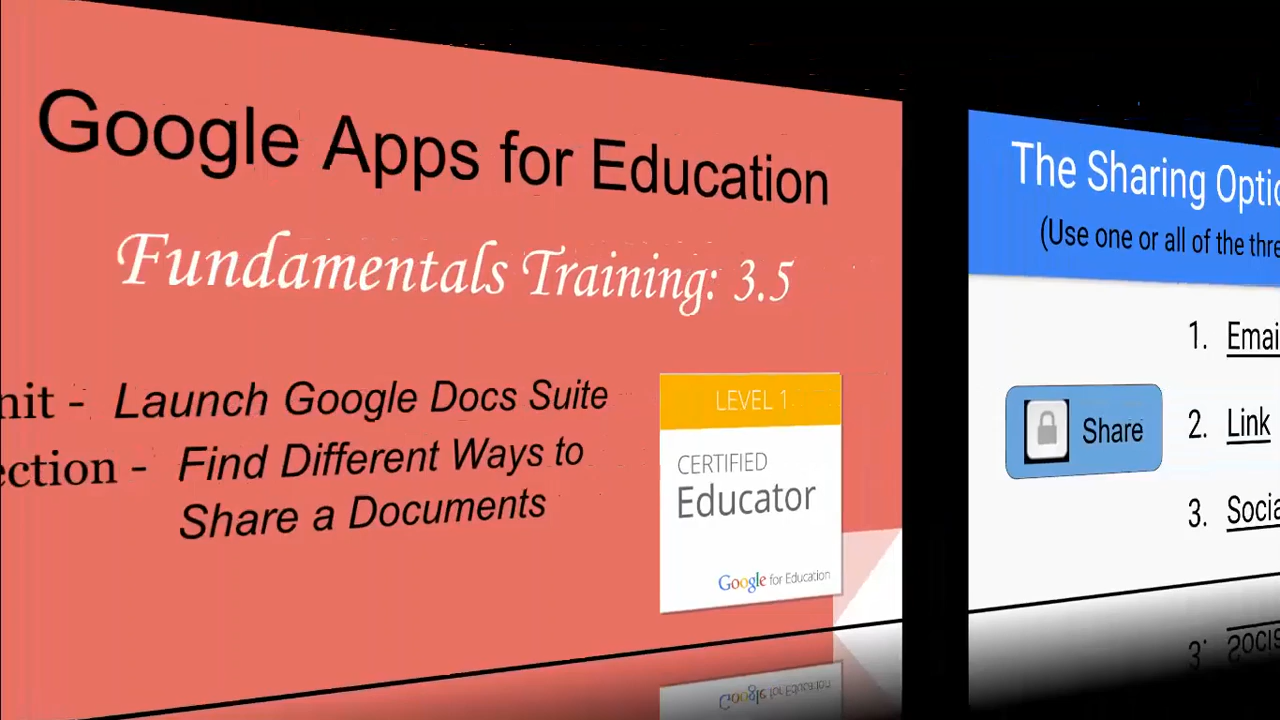 Google Apps for Education
Fundamentals Training: 3.5
nit - Launch Google Docs Suite
ection - Find Different Ways to
Share a Documents
LEVEL 1
CERTIFIED
Educator
Google for Education
The Sharing Optio
(Use one or all of the thre
1. Emai
Share
2. Link
3. Socia